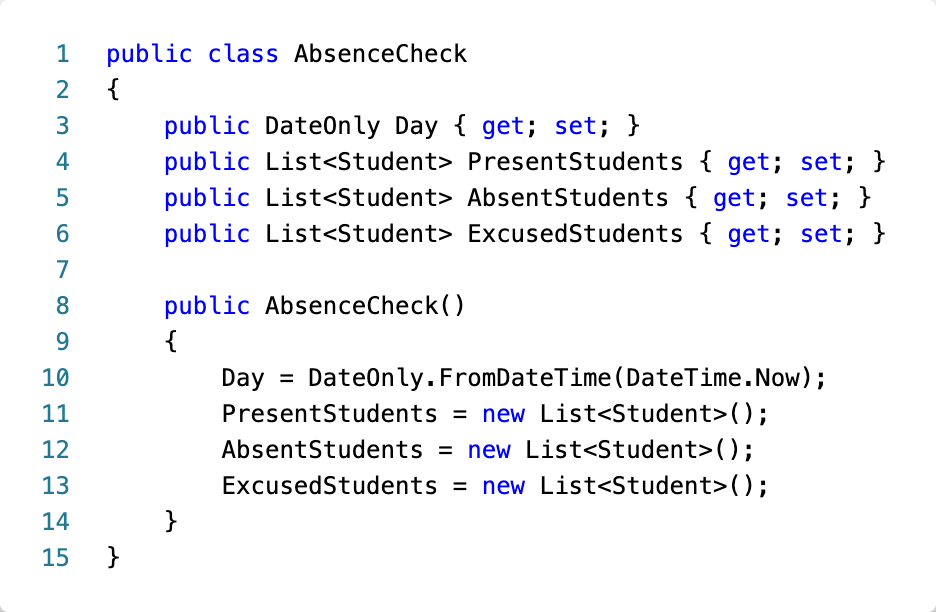 1 public class AbsenceCheck
2 {
3     public DateOnly Day { get; set; }
4     public List<Student> PresentStudents { get; set; }
5     public List<Student> AbsentStudents { get; set; }
6     public List<Student> ExcusedStudents { get; set; }
7
8     public AbsenceCheck()
9     {
10         Day = DateOnly.FromDateTime(DateTime.Now);
11         PresentStudents = new List<Student>();
12         AbsentStudents = new List<Student>();
13         ExcusedStudents = new List<Student>();
14     }
15 }